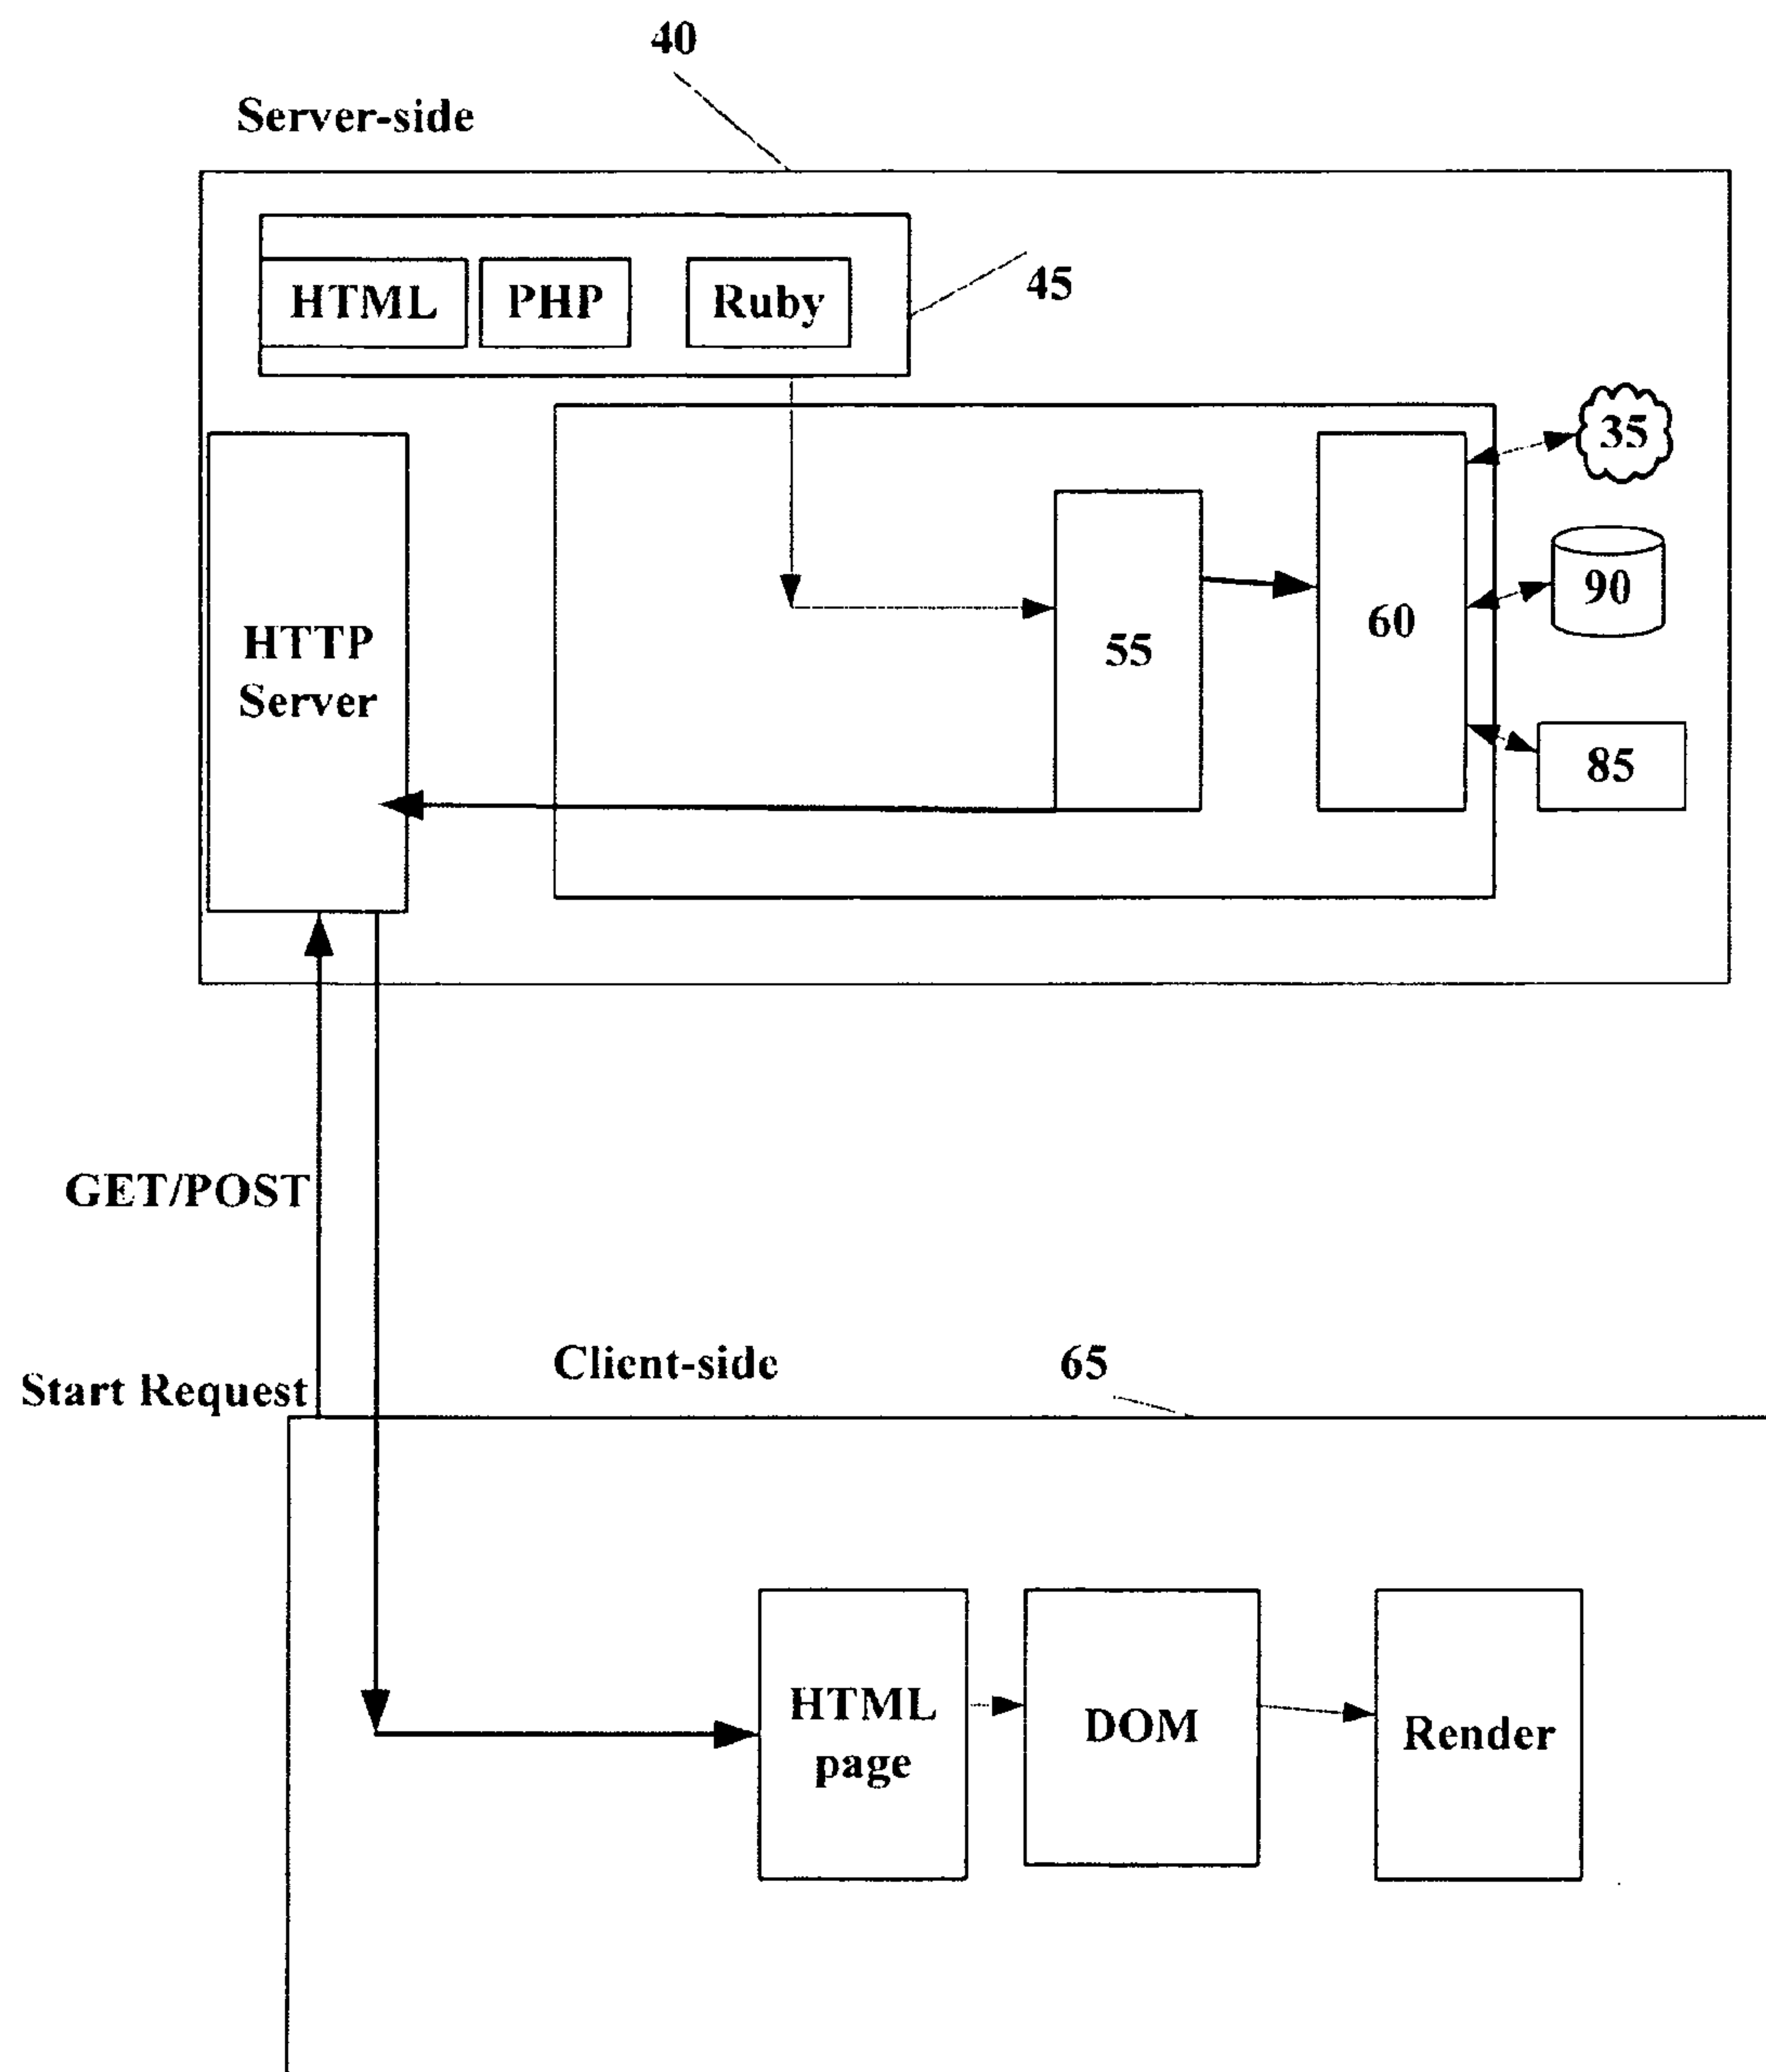 40
Server-side
HTML PHP Ruby
45
35
90
HTTP
Server
55
60
85
GET/POST
Start Request
Client-side
65
HTML
page
DOM
Render